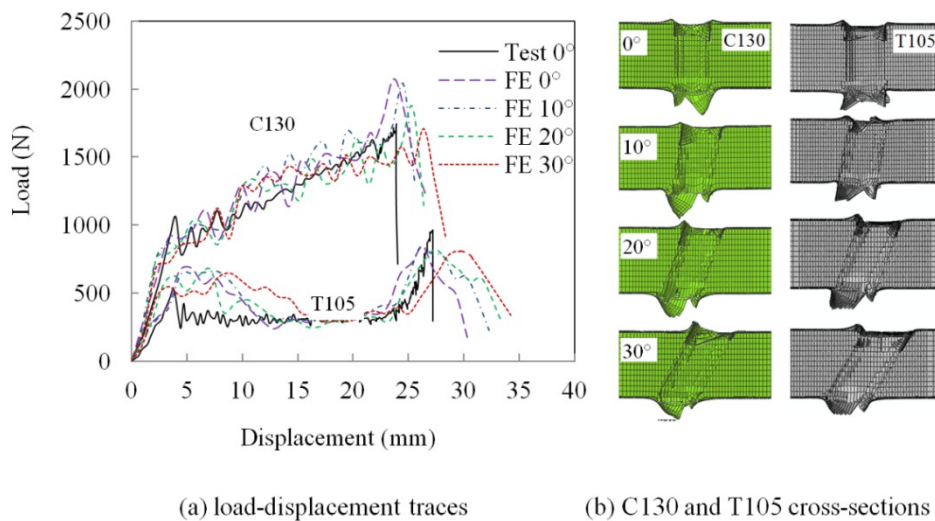 2500
2000
1500
1000
500
0
Load (N)
C130
T105
Test 0°
FE 0°
FE 10°
FE 20°
FE 30°
0 5 10 15 20 25 30 35 40
Displacement (mm)
(a) load-displacement traces
0° C130 T105
10°
20°
30°
(b) C130 and T105 cross-sections